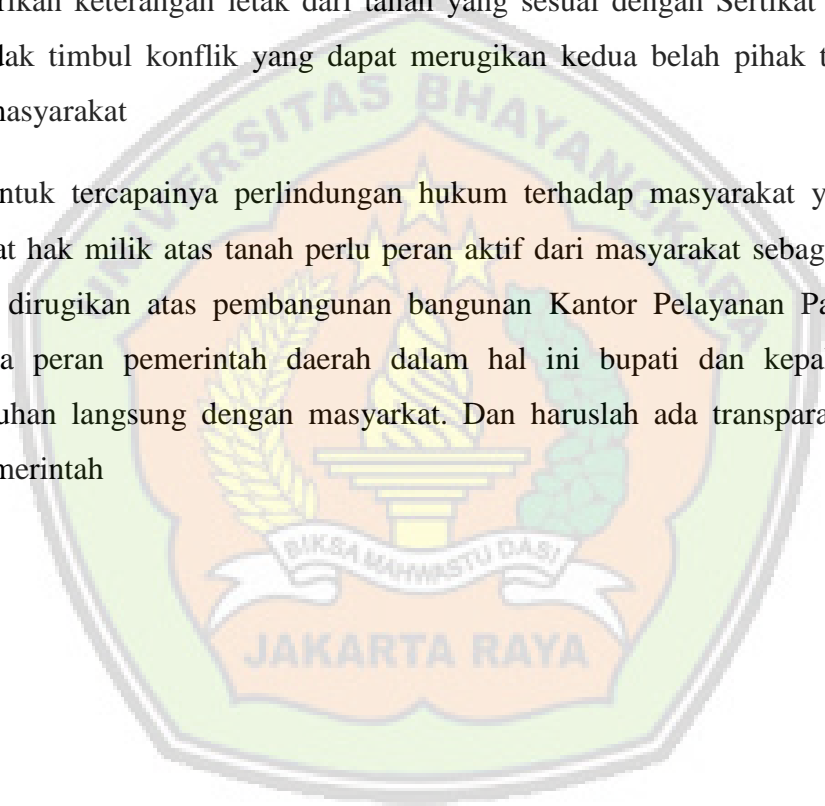 rikan keterangan letak dari tanah yang sesuai dengan Sertikat
dak timbul konflik yang dapat merugikan kedua belah pihak t
masyarakat
ntuk tercapainya perlindungan hukum terhadap masyarakat y
at hak milik atas tanah perlu peran aktif dari masyarakat sebag
dirugikan atas pembangunan bangunan Kantor Pelayanan Pa
a peran pemerintah daerah dalam hal ini bupati dan kepa
uhan langsung dengan masyarkat. Dan haruslah ada transpara
merintah
UNIVERSITAS BHAYANGKARA
BIKSA MAHWASTU DASI
JAKARTA RAYA